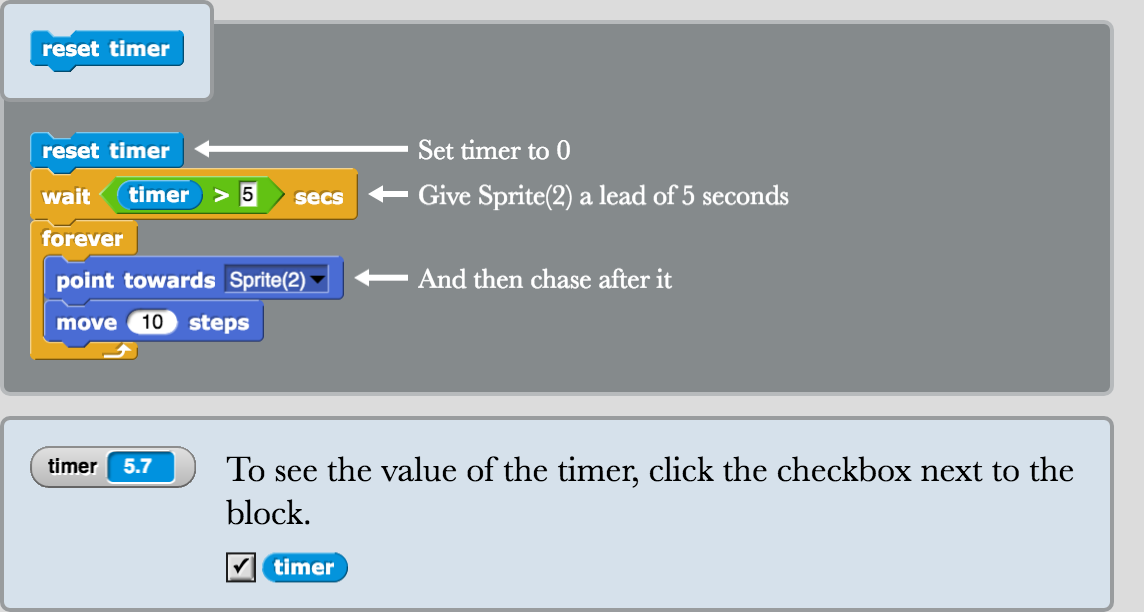 reset timer
reset timer Set timer to 0
wait timer > 5 secs Give Sprite(2) a lead of 5 seconds
forever
point towards Sprite(2) And then chase after it
move 10 steps
timer 5.7 To see the value of the timer, click the checkbox next to the
block.
timer